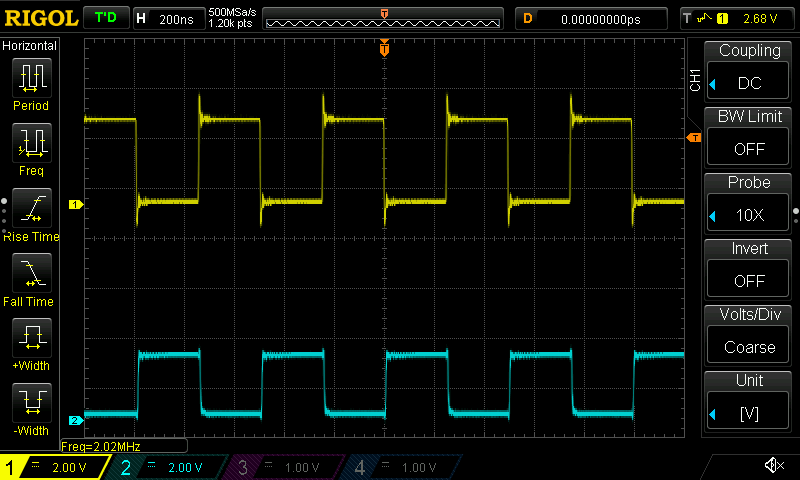 RIGOL T'D H 200ns 500MSa/s D 0.00000000ps T 1 2.68 V
1.20k pts
T
Horizontal
Period
Freq
Rise Time
Fall Time
+Width
-Width
T
1
2
T
Freq=2.02MHz
CH1
Coupling
DC
BW Limit
OFF
Probe
10X
Invert
OFF
Volts/Div
Coarse
Unit
[V]
1 = 2.00 V 2 = 2.00 V 3 = 1.00 V 4 = 1.00 V